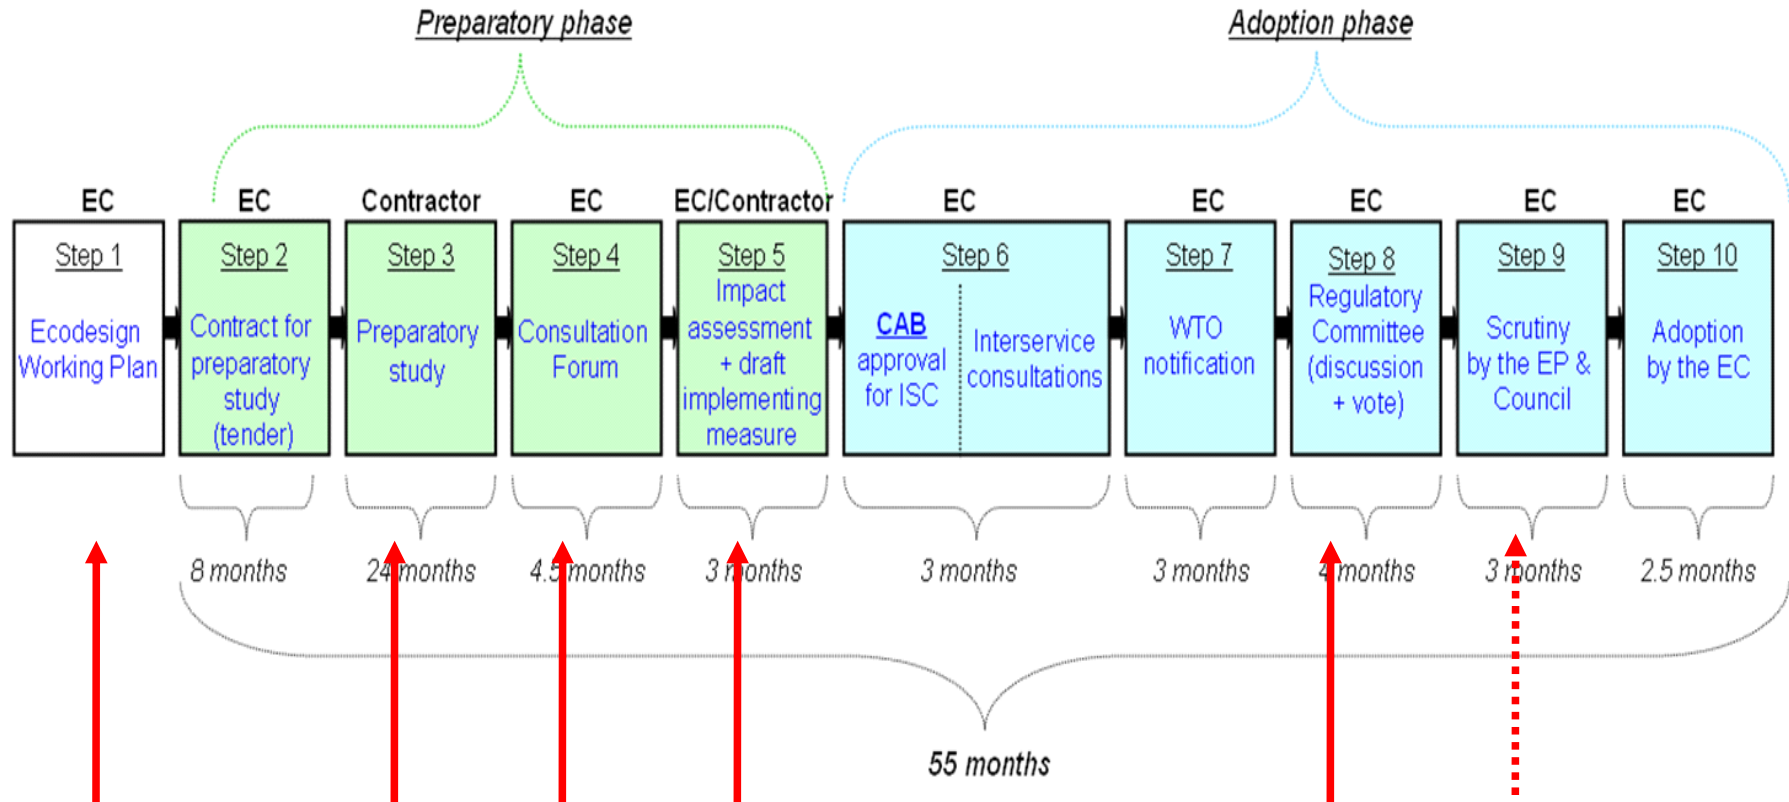 Preparatory phase
Adoption phase
EC
EC
Contractor
EC
EC/Contractor
EC
EC
EC
EC
EC
Step 1
Ecodesign
Working Plan
Step 2
Contract for
preparatory
study
(tender)
Step 3
Preparatory
study
Step 4
Consultation
Forum
Step 5
Impact
assessment
+ draft
implementing
measure
Step 6
CAB
approval
for ISC
Interservice
consultations
Step 7
WTO
notification
Step 8
Regulatory
Committee
(discussion
+ vote)
Step 9
Scrutiny
by the EP &
Council
Step 10
Adoption
by the EC
8 months
24 months
4.5 months
3 months
3 months
3 months
4 months
3 months
2.5 months
55 months